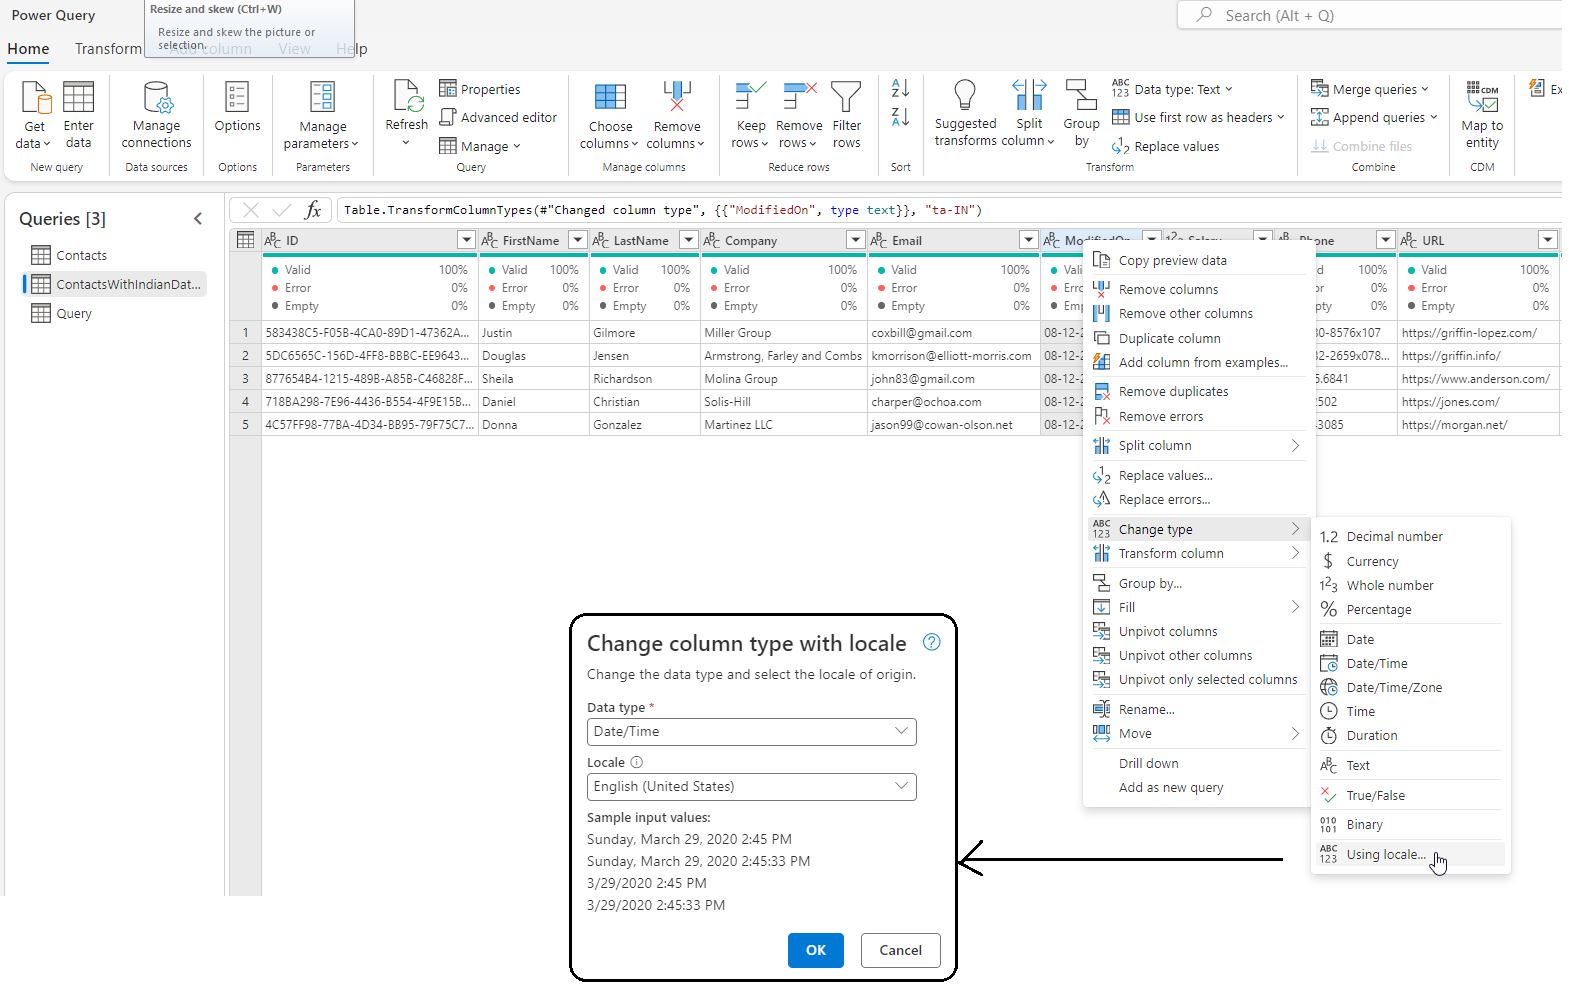 Power Query
Resize and skew (Ctrl+W)
Resize and skew the picture or
selection.
Search (Alt + Q)
Home Transform Add column View Help
Get data
Enter data
New query
Manage connections
Data sources
Options
Options
Manage parameters
Parameters
Refresh
Properties
Advanced editor
Manage
Query
Choose columns
Remove columns
Manage columns
Keep rows
Remove rows
Filter rows
Reduce rows
Sort
Suggested transforms
Split column
Group by
Data type: Text
Use first row as headers
Replace values
Transform
Merge queries
Append queries
Combine files
Combine
Map to entity
CDM
Ex
Queries [3]
Contacts
ContactsWithIndianDat...
Query
fx Table.TransformColumnTypes(#"Changed column type", {{"ModifiedOn", type text}}, "ta-IN")
ID FirstName LastName Company Email ModifiedOn Salary Phone URL
Valid 100% Valid 100% Valid 100% Valid 100% Valid 100% Vali d 100% Valid 100%
Error 0% Error 0% Error 0% Error 0% Error 0% Erro or 0% Error 0%
Empty 0% Empty 0% Empty 0% Empty 0% Empty 0% Emp pty 0% Empty 0%
1 583438C5-F05B-4CA0-89D1-47362A... Justin Gilmore Miller Group coxbill@gmail.com 08-12-2 80-8576x107 https://griffin-lopez.com/
2 5DC6565C-156D-4FF8-BBBC-EE9643... Douglas Jensen Armstrong, Farley and Combs kmorrison@elliott-morris.com 08-12-2 32-2659x078... https://griffin.info/
3 877654B4-1215-489B-A85B-C46828F... Sheila Richardson Molina Group john83@gmail.com 08-12-2 5.6841 https://www.anderson.com/
4 718BA298-7E96-4436-B554-4F9E15B... Daniel Christian Solis-Hill charper@ochoa.com 08-12-2 2502 https://jones.com/
5 4C57FF98-77BA-4D34-BB95-79F75C7... Donna Gonzalez Martinez LLC jason99@cowan-olson.net 08-12-2 3085 https://morgan.net/
Copy preview data
Remove columns
Remove other columns
Duplicate column
Add column from examples...
Remove duplicates
Remove errors
Split column
Replace values...
Replace errors...
Change type
Transform column
Group by...
Fill
Unpivot columns
Unpivot other columns
Unpivot only selected columns
Rename...
Move
Drill down
Add as new query
1.2 Decimal number
$ Currency
123 Whole number
% Percentage
Date
Date/Time
Date/Time/Zone
Time
Duration
ABC Text
True/False
Binary
Using locale...
Change column type with locale
Change the data type and select the locale of origin.
Data type *
Date/Time
Locale
English (United States)
Sample input values:
Sunday, March 29, 2020 2:45 PM
Sunday, March 29, 2020 2:45:33 PM
3/29/2020 2:45 PM
3/29/2020 2:45:33 PM
OK Cancel